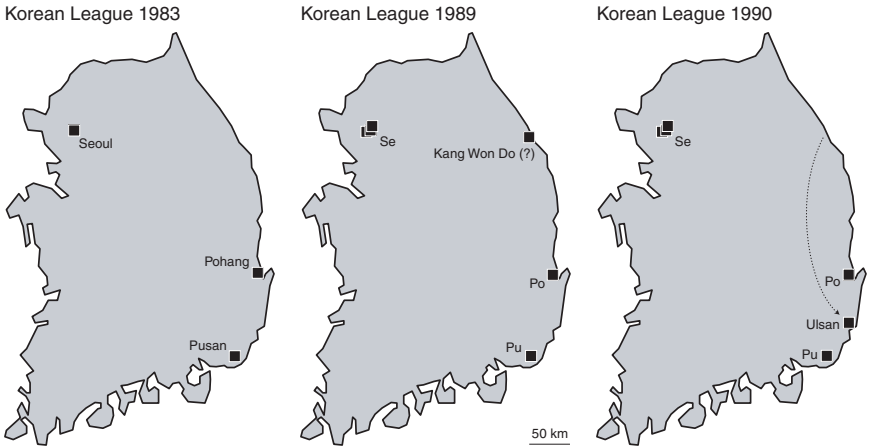 Korean League 1983
Seoul
Pohang
Pusan
Korean League 1989
Se
Kang Won Do (?)
Po
Pu
50 km
Korean League 1990
Se
Po
Ulsan
Pu